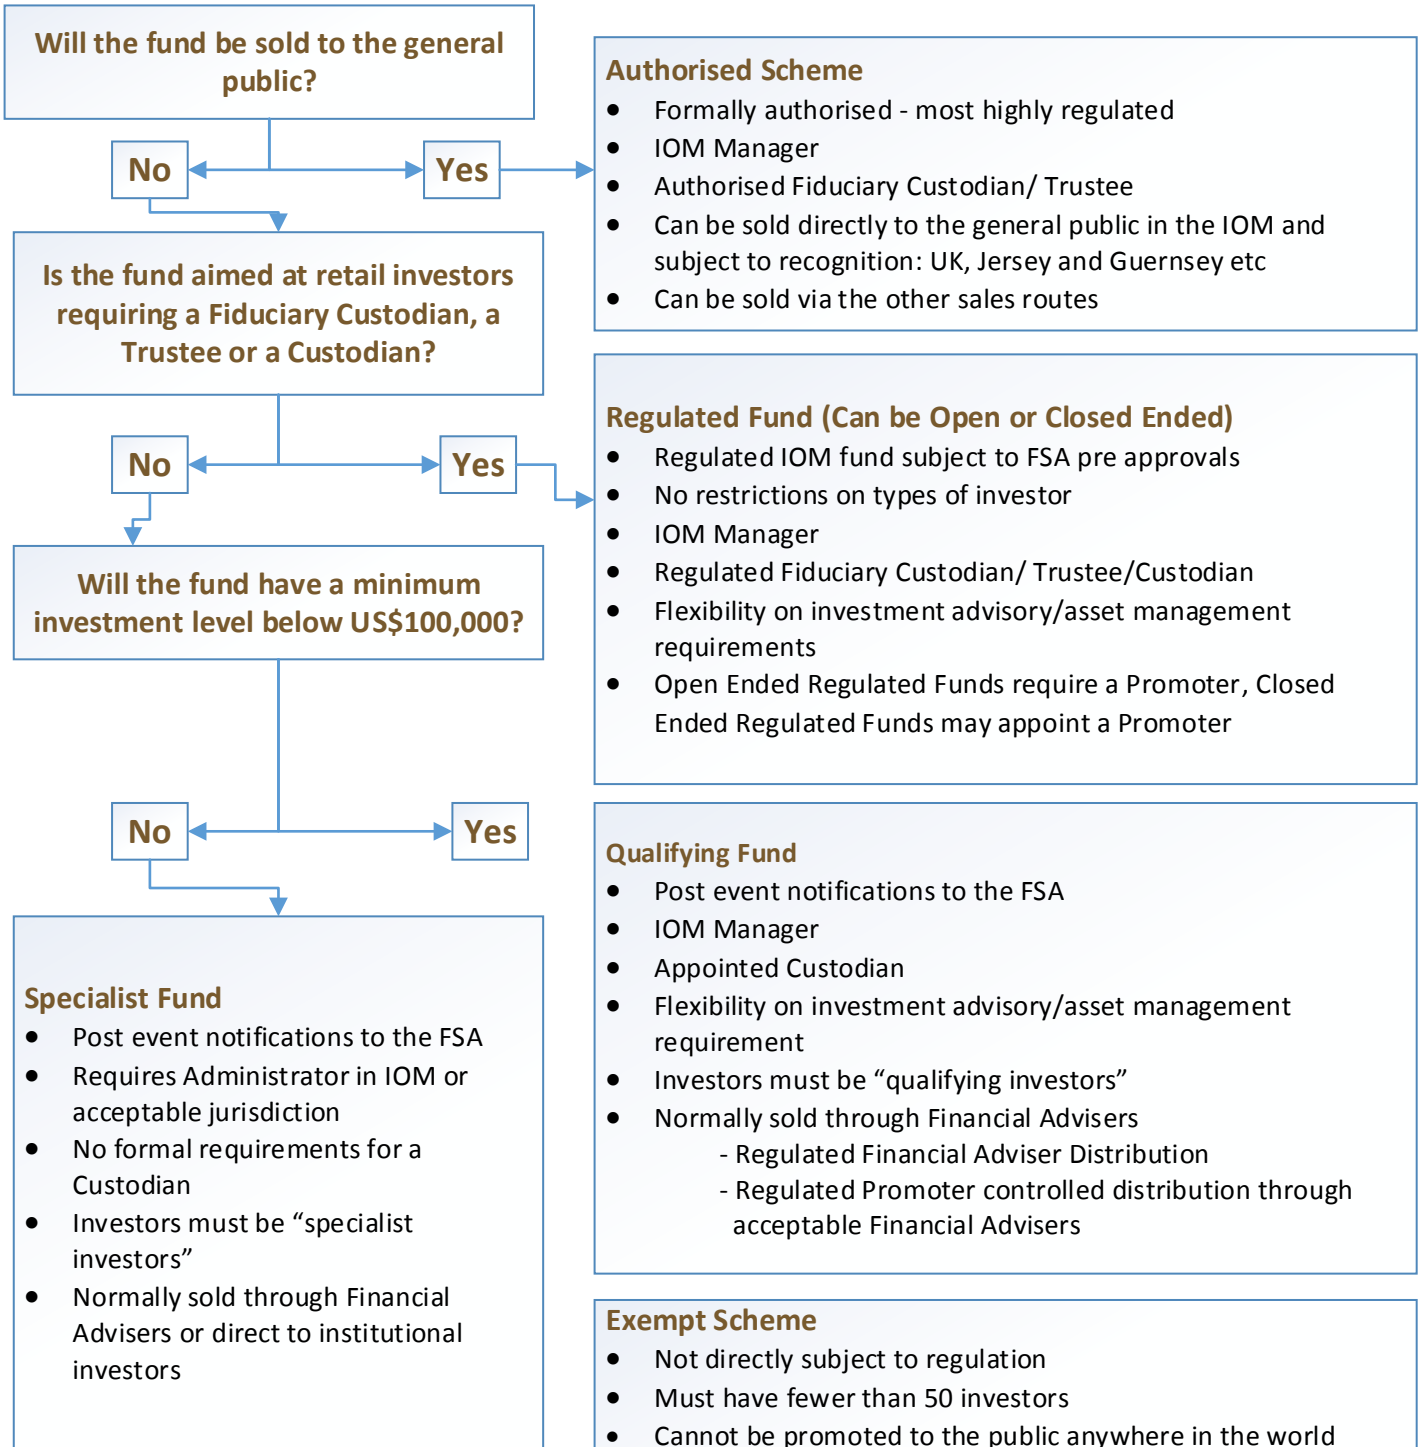 Will the fund be sold to the general
public?
No
Yes
Authorised Scheme
• Formally authorised - most highly regulated
• IOM Manager
• Authorised Fiduciary Custodian/ Trustee
• Can be sold directly to the general public in the IOM and
subject to recognition: UK, Jersey and Guernsey etc
• Can be sold via the other sales routes
Is the fund aimed at retail investors
requiring a Fiduciary Custodian, a
Trustee or a Custodian?
No
Yes
Regulated Fund (Can be Open or Closed Ended)
• Regulated IOM fund subject to FSA pre approvals
• No restrictions on types of investor
• IOM Manager
• Regulated Fiduciary Custodian/ Trustee/Custodian
• Flexibility on investment advisory/asset management
requirements
• Open Ended Regulated Funds require a Promoter, Closed
Ended Regulated Funds may appoint a Promoter
Will the fund have a minimum
investment level below US$100,000?
No
Yes
Qualifying Fund
• Post event notifications to the FSA
• IOM Manager
• Appointed Custodian
• Flexibility on investment advisory/asset management
requirement
• Investors must be “qualifying investors”
• Normally sold through Financial Advisers
- Regulated Financial Adviser Distribution
- Regulated Promoter controlled distribution through
acceptable Financial Advisers
Specialist Fund
• Post event notifications to the FSA
• Requires Administrator in IOM or
acceptable jurisdiction
• No formal requirements for a
Custodian
• Investors must be “specialist
investors”
• Normally sold through Financial
Advisers or direct to institutional
investors
Exempt Scheme
• Not directly subject to regulation
• Must have fewer than 50 investors
• Cannot be promoted to the public anywhere in the world